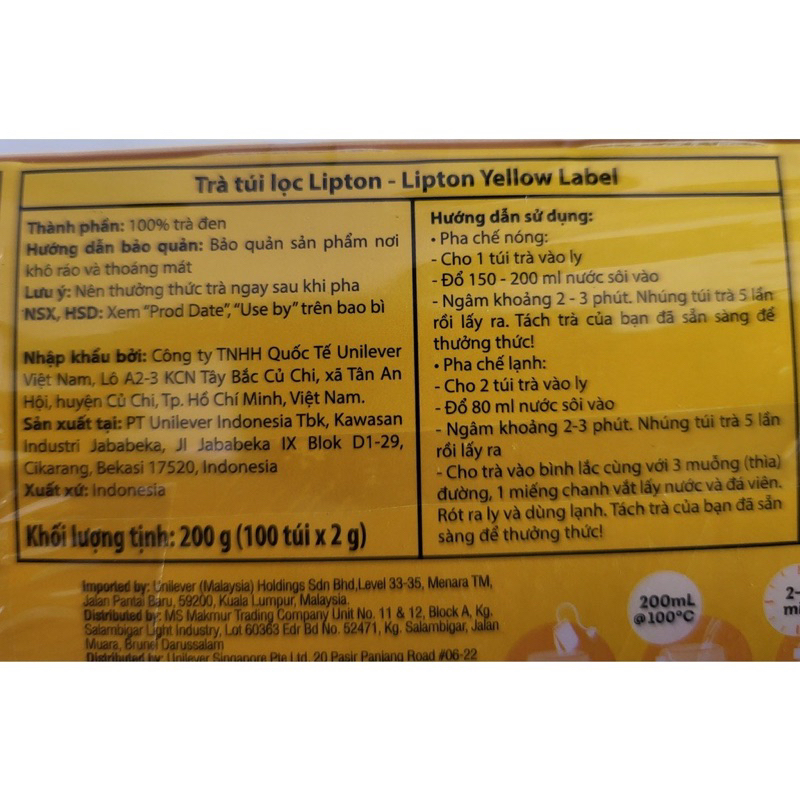 Trà túi lọc Lipton - Lipton Yellow Label
Thành phần: 100% trà đen
Hướng dẫn bảo quản: Bảo quản sản phẩm nơi
khô ráo và thoáng mát
Lưu ý: Nên thưởng thức trà ngay sau khi pha
NSX, HSD: Xem "Prod Date", "Use by" trên bao bì
Nhập khẩu bởi: Công ty TNHH Quốc Tế Unilever
Việt Nam, Lô A2-3 KCN Tây Bắc Củ Chi, xã Tân An
Hội, huyện Củ Chi, Tp. Hồ Chí Minh, Việt Nam.
Sản xuất tại: PT Unilever Indonesia Tbk, Kawasan
Industri Jababeka, Jl Jababeka IX Blok D1-29,
Cikarang, Bekasi 17520, Indonesia
Xuất xứ: Indonesia
Khối lượng tịnh: 200 g (100 túi x 2 g)
Hướng dẫn sử dụng:
• Pha chế nóng:
- Cho 1 túi trà vào ly
- Đổ 150 - 200 ml nước sôi vào
- Ngâm khoảng 2 - 3 phút. Nhúng túi trà 5 lần
rồi lấy ra. Tách trà của bạn đã sẵn sàng để
thưởng thức!
• Pha chế lạnh:
- Cho 2 túi trà vào ly
- Đổ 80 ml nước sôi vào
- Ngâm khoảng 2-3 phút. Nhúng túi trà 5 lần
rồi lấy ra
- Cho trà vào bình lắc cùng với 3 muỗng (thìa)
đường, 1 miếng chanh vắt lấy nước và đá viên.
Rót ra ly và dùng lạnh. Tách trà của bạn đã sẵn
sàng để thưởng thức!
Imported by: Unilever (Malaysia) Holdings Sdn Bhd,Level 33-35, Menara TM,
Jalan Pantai Baru, 59200, Kuala Lumpur, Malaysia.
Distributed by: MS Makmur Trading Company Unit No. 11 & 12, Block A, Kg.
Salambigar Light Industry, Lot 60363 Edr Bd No. 52471, Kg. Salambigar, Jalan
Muara, Brunei Darussalam
Distributed by: Unilever Singapore Pte Ltd, 20 Pasir Panjang Road #06-22
200mL
@100°C
2-
mi